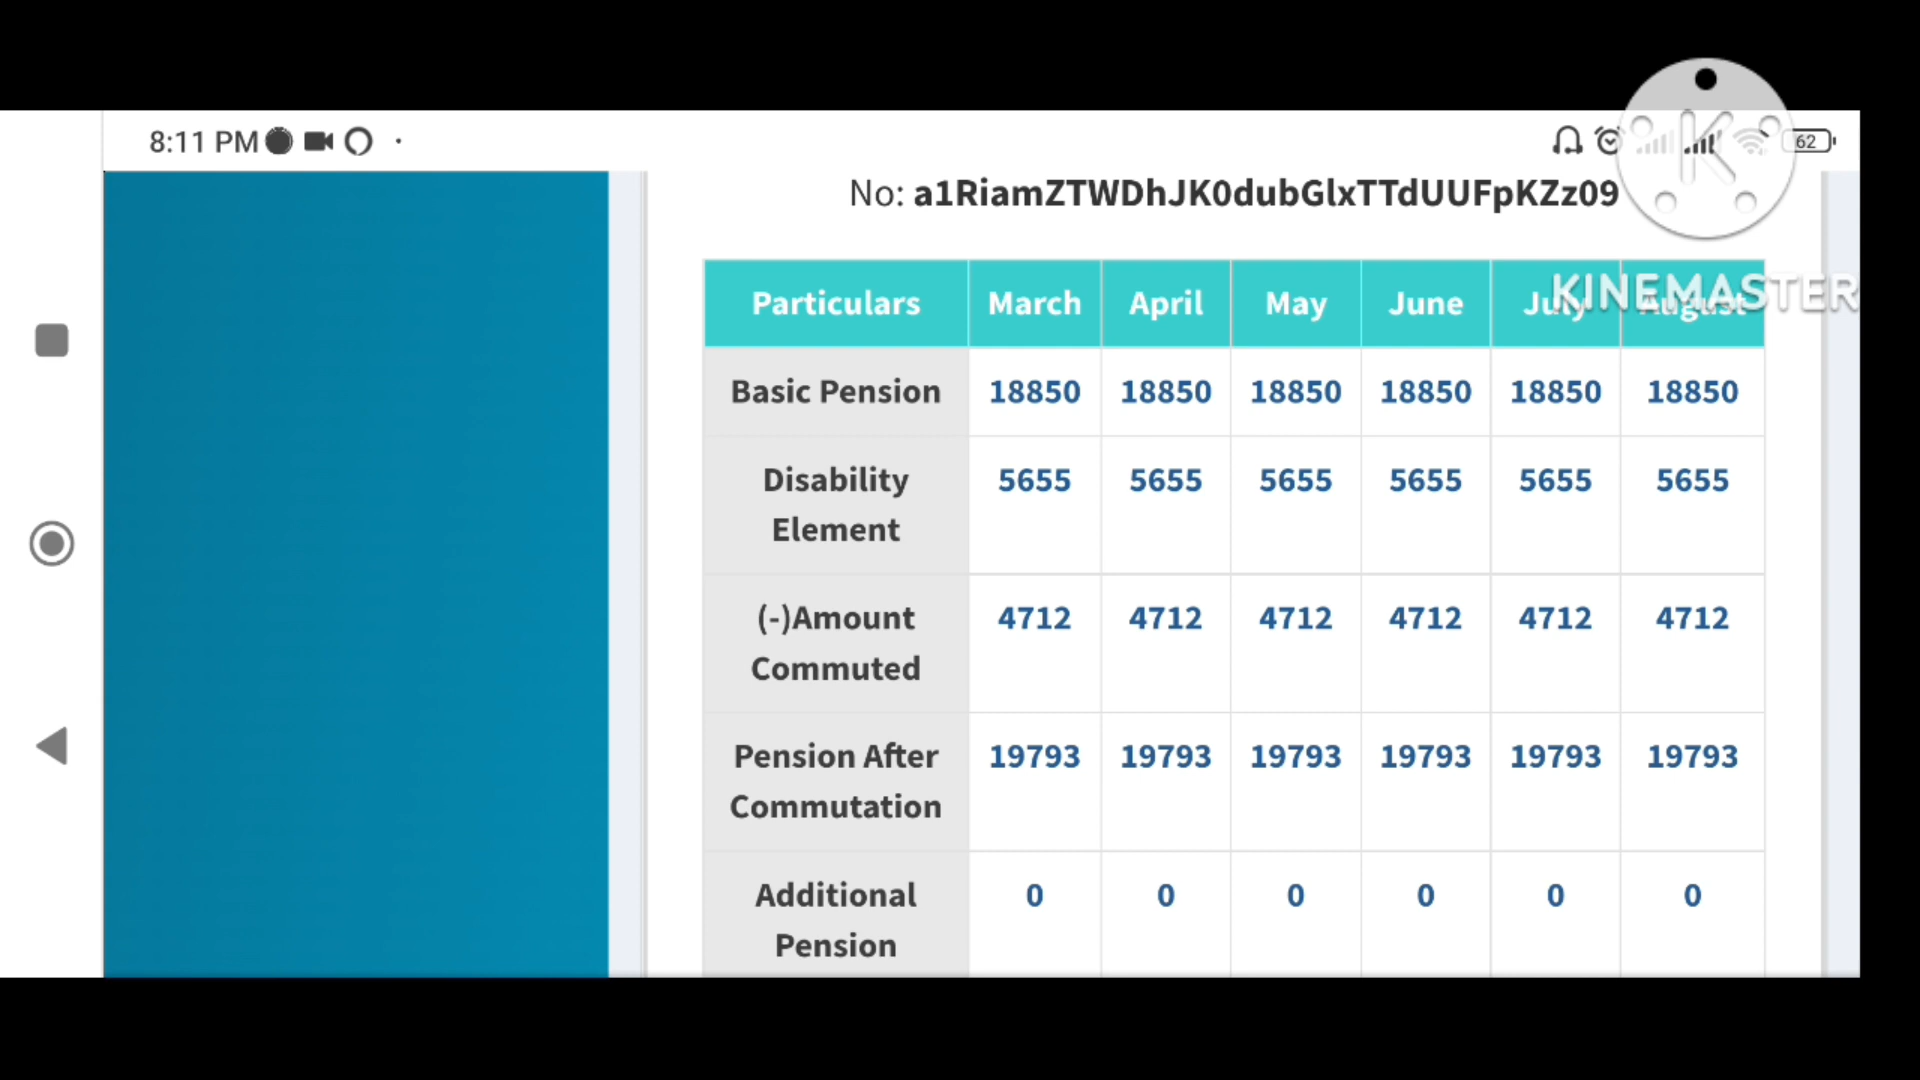 8:11 PM
62
K
KINEMASTER
No: a1RiamZTWDhJK0dubGlxTTdUUFpKZz09
Particulars March April May June July August
Basic Pension 18850 18850 18850 18850 18850 18850
Disability 5655 5655 5655 5655 5655 5655
Element
(-)Amount 4712 4712 4712 4712 4712 4712
Commuted
Pension After 19793 19793 19793 19793 19793 19793
Commutation
Additional 0 0 0 0 0 0
Pension